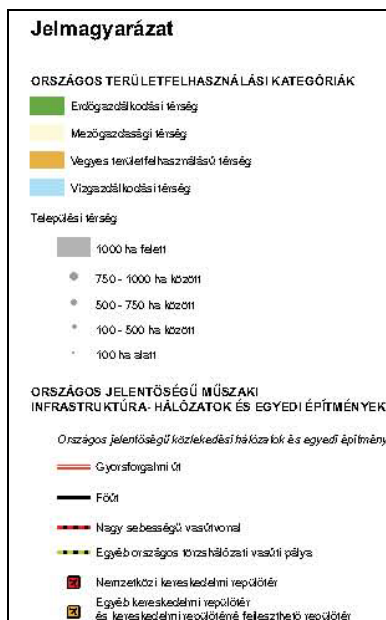 Jelmagyarázat
ORSZÁGOS TERÜLETFELHASZNÁLÁSI KATEGÓRIÁK
Erdőgazdálkodási térség
Mezőgazdasági térség
Vegyes területfelhasználású térség
Vízgazdálkodási térség
Települési térség
1000 ha felett
750 - 1000 ha között
500 - 750 ha között
100 - 500 ha között
100 ha alatt
ORSZÁGOS JELENTŐSÉGŰ MŰSZAKI
INFRASTRUKTÚRA- HÁLÓZATOK ÉS EGYEDI ÉPÍTMÉNYEK
Országos jelentőségű közlekedési hálózatok és egyedi építmény
Gyorsforgalmi út
Főút
Nagy sebességű vasútvonal
Egyéb országos törzshálózati vasúti pálya
Nemzetközi kereskedelmi repülőtér
Egyéb kereskedelmi repülőtér
és kereskedelmi repülőtérré fejleszthető repülőtér